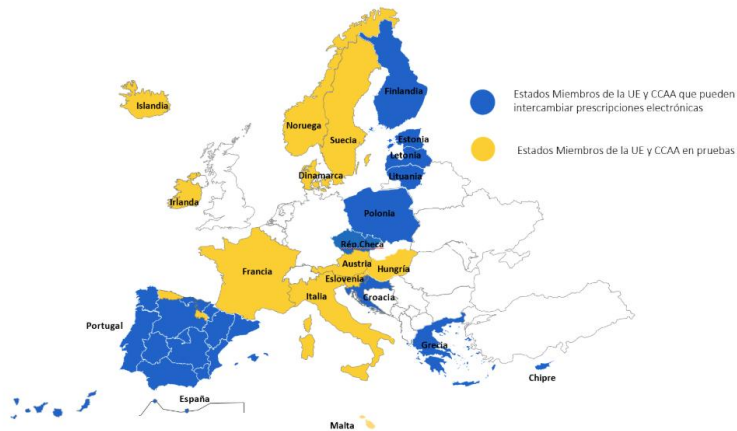 Islandia
Finlandia
Estados Miembros de la UE y CCAA que pueden
intercambiar prescripciones electrónicas
Noruega
Suecia
Estonia
Estados Miembros de la UE y CCAA en pruebas
Letonia
Dinamarca
Lituania
Irlanda
Polonia
Rép.Checa
Austria
Francia
Hungría
Eslovenia
Italia
Croacia
Portugal
Grecia
Chipre
España
Malta